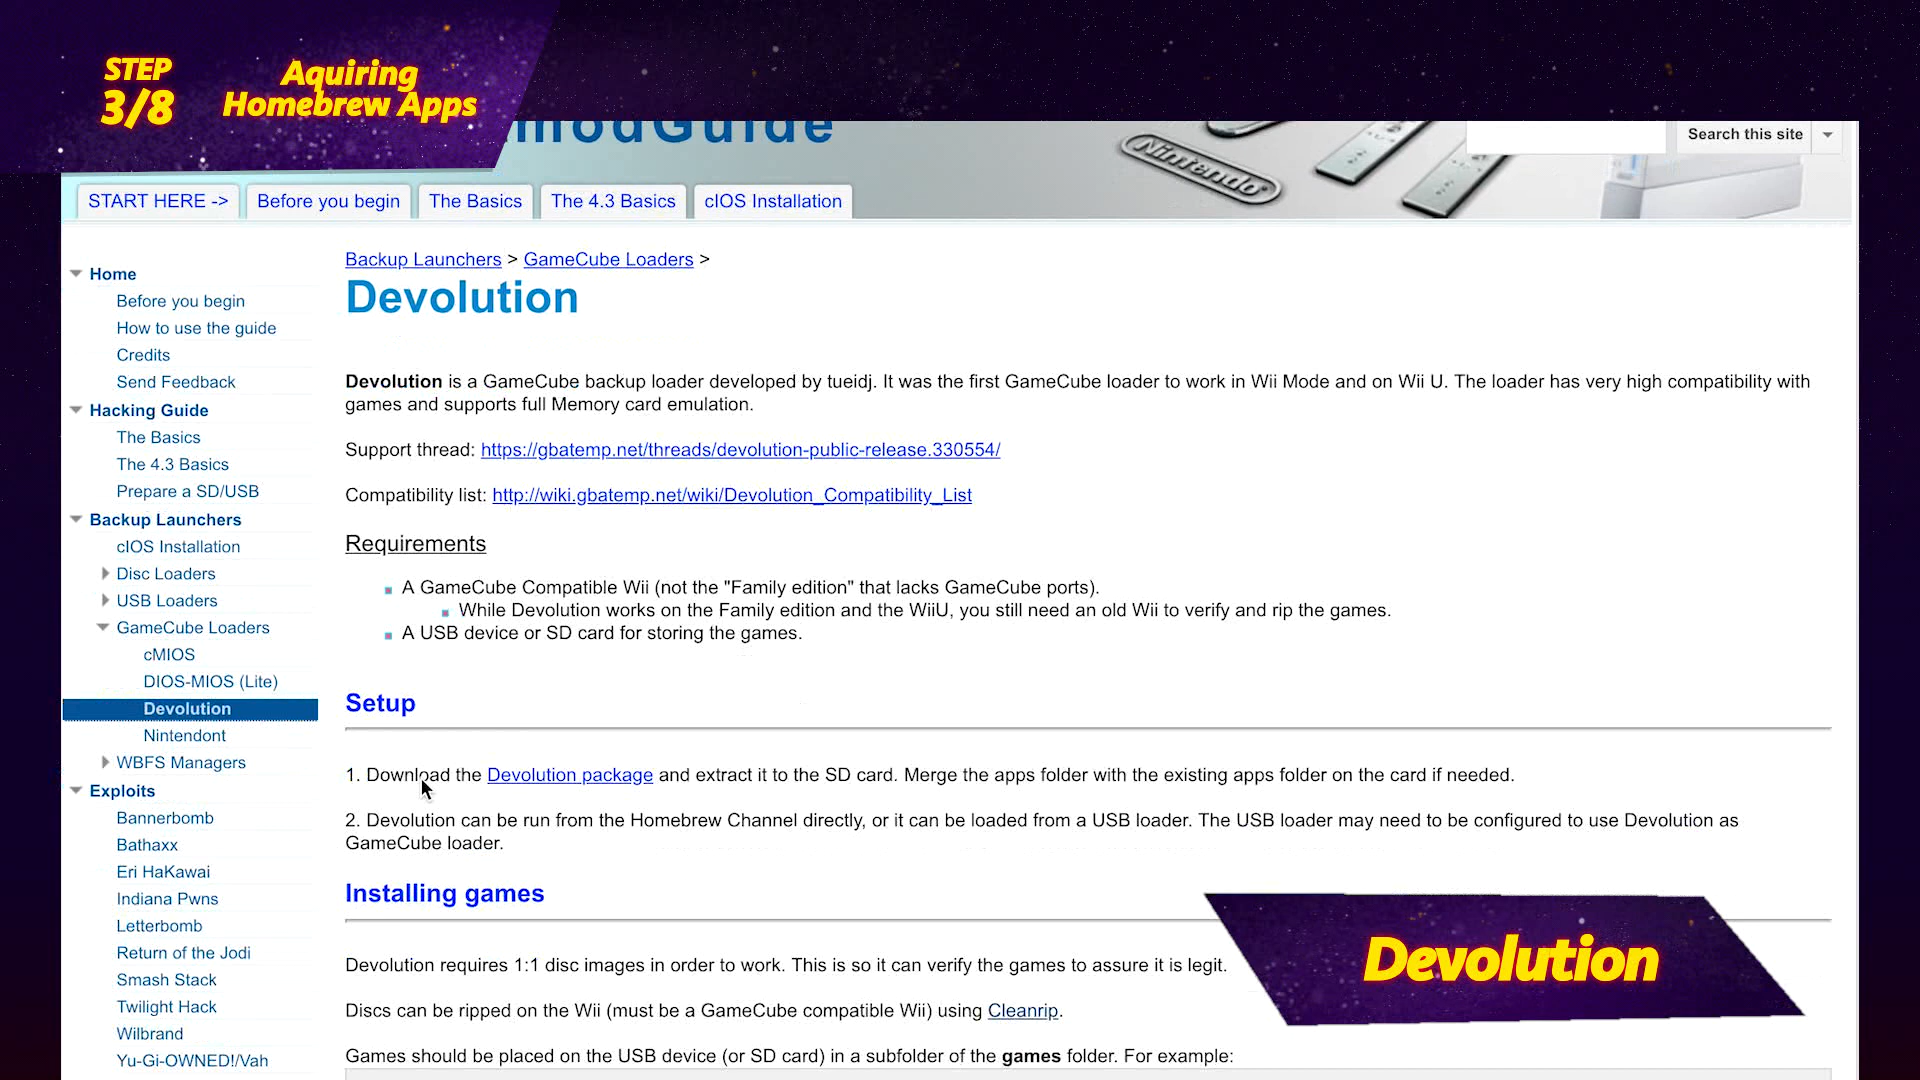 STEP
3/8
Aquiring
Homebrew Apps
modGuide
Nintendo
Search this site
START HERE ->
Before you begin
The Basics
The 4.3 Basics
cIOS Installation
Home
Before you begin
How to use the guide
Credits
Send Feedback
Hacking Guide
The Basics
The 4.3 Basics
Prepare a SD/USB
Backup Launchers
cIOS Installation
Disc Loaders
USB Loaders
GameCube Loaders
cMIOS
DIOS-MIOS (Lite)
Devolution
Nintendont
WBFS Managers
Exploits
Bannerbomb
Bathaxx
Eri HaKawai
Indiana Pwns
Letterbomb
Return of the Jodi
Smash Stack
Twilight Hack
Wilbrand
Yu-Gi-OWNED!/Vah
Backup Launchers > GameCube Loaders >
Devolution
Devolution is a GameCube backup loader developed by tueidj. It was the first GameCube loader to work in Wii Mode and on Wii U. The loader has very high compatibility with
games and supports full Memory card emulation.
Support thread: https://gbatemp.net/threads/devolution-public-release.330554/
Compatibility list: http://wiki.gbatemp.net/wiki/Devolution_Compatibility_List
Requirements
A GameCube Compatible Wii (not the "Family edition" that lacks GameCube ports).
While Devolution works on the Family edition and the WiiU, you still need an old Wii to verify and rip the games.
A USB device or SD card for storing the games.
Setup
1. Download the Devolution package and extract it to the SD card. Merge the apps folder with the existing apps folder on the card if needed.
2. Devolution can be run from the Homebrew Channel directly, or it can be loaded from a USB loader. The USB loader may need to be configured to use Devolution as
GameCube loader.
Installing games
Devolution requires 1:1 disc images in order to work. This is so it can verify the games to assure it is legit.
Discs can be ripped on the Wii (must be a GameCube compatible Wii) using Cleanrip.
Games should be placed on the USB device (or SD card) in a subfolder of the games folder. For example:
Devolution